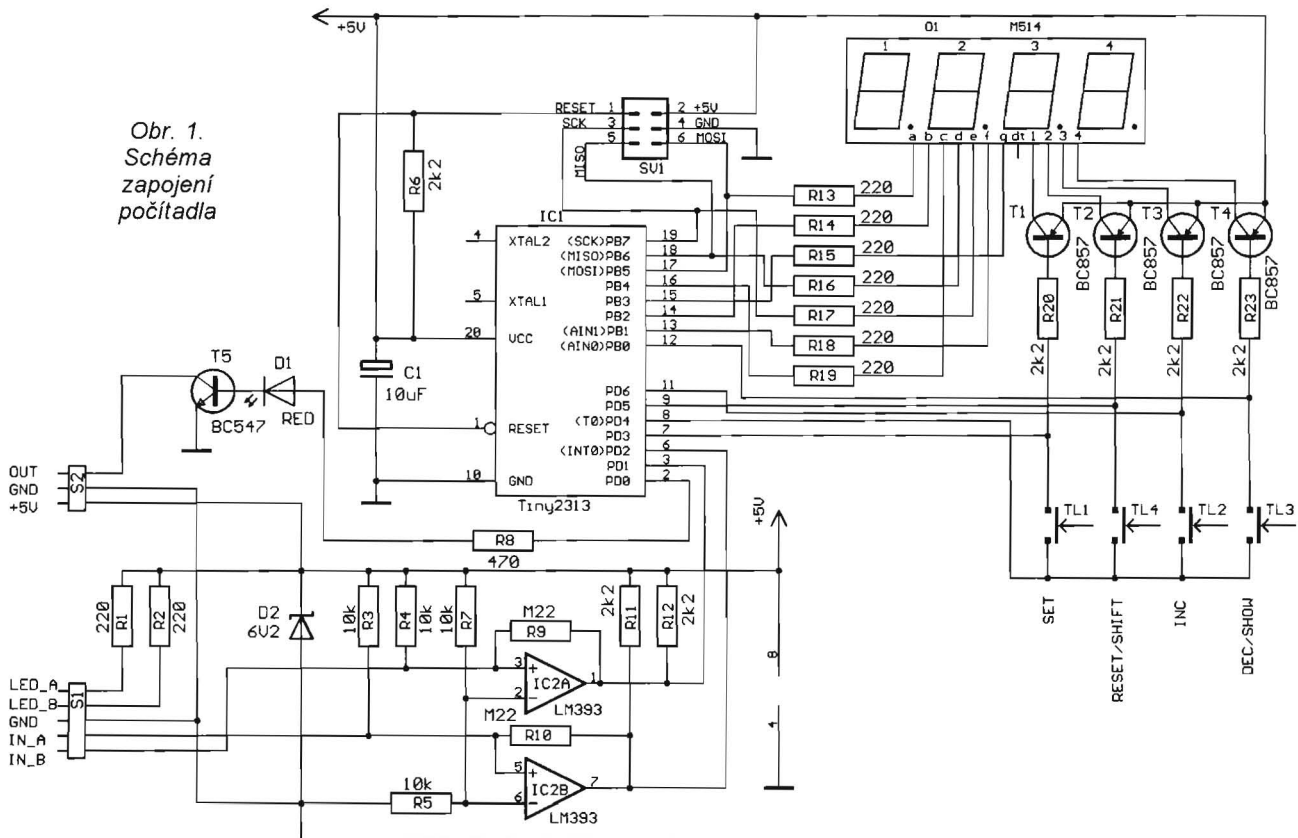 +5V
O1 M514
1 2 3 4
a b c d e f g dt 1 2 3 4
Obr. 1.
Schéma
zapojení
počítadla
RESET 1 2 +5V
SCK 3 4 GND
5 6 MOSI
MISO
SV1
R6
2k2
IC1
4 XTAL2
5 XTAL1
20 VCC
1 RESET
10 GND
(SCK)PB7 19
(MISO)PB6 18
(MOSI)PB5 17
PB4 16
PB3 15
PB2 14
(AIN1)PB1 13
(AIN0)PB0 12
PD6 11
PD5 9
(T0)PD4 8
PD3 7
(INT0)PD2 6
PD1 3
PD0 2
Tiny2313
R13 220
R14 220
R15 220
R16 220
R17 220
R18 220
R19 220
T1 T2 T3 T4
BC857
BC857
BC857
BC857
R20 R21 R22 R23
2k2 2k2 2k2 2k2
C1
10uF
T5
BC547
D1
RED
OUT
GND
+5V
S2
R8
470
+5V
TL1 TL4 TL2 TL3
SET
RESET/SHIFT
INC
DEC/SHOW
220 R1
R2 220
D2
6V2
10k R3
R4 10k
10k R7
M22
R9
2k2 R11
R12 2k2
3 +
2 -
1
IC2A
LM393
M22
R10
5 +
6 -
7
IC2B
LM393
8
4
LED_A
LED_B
GND
IN_A
IN_B
S1
10k
R5